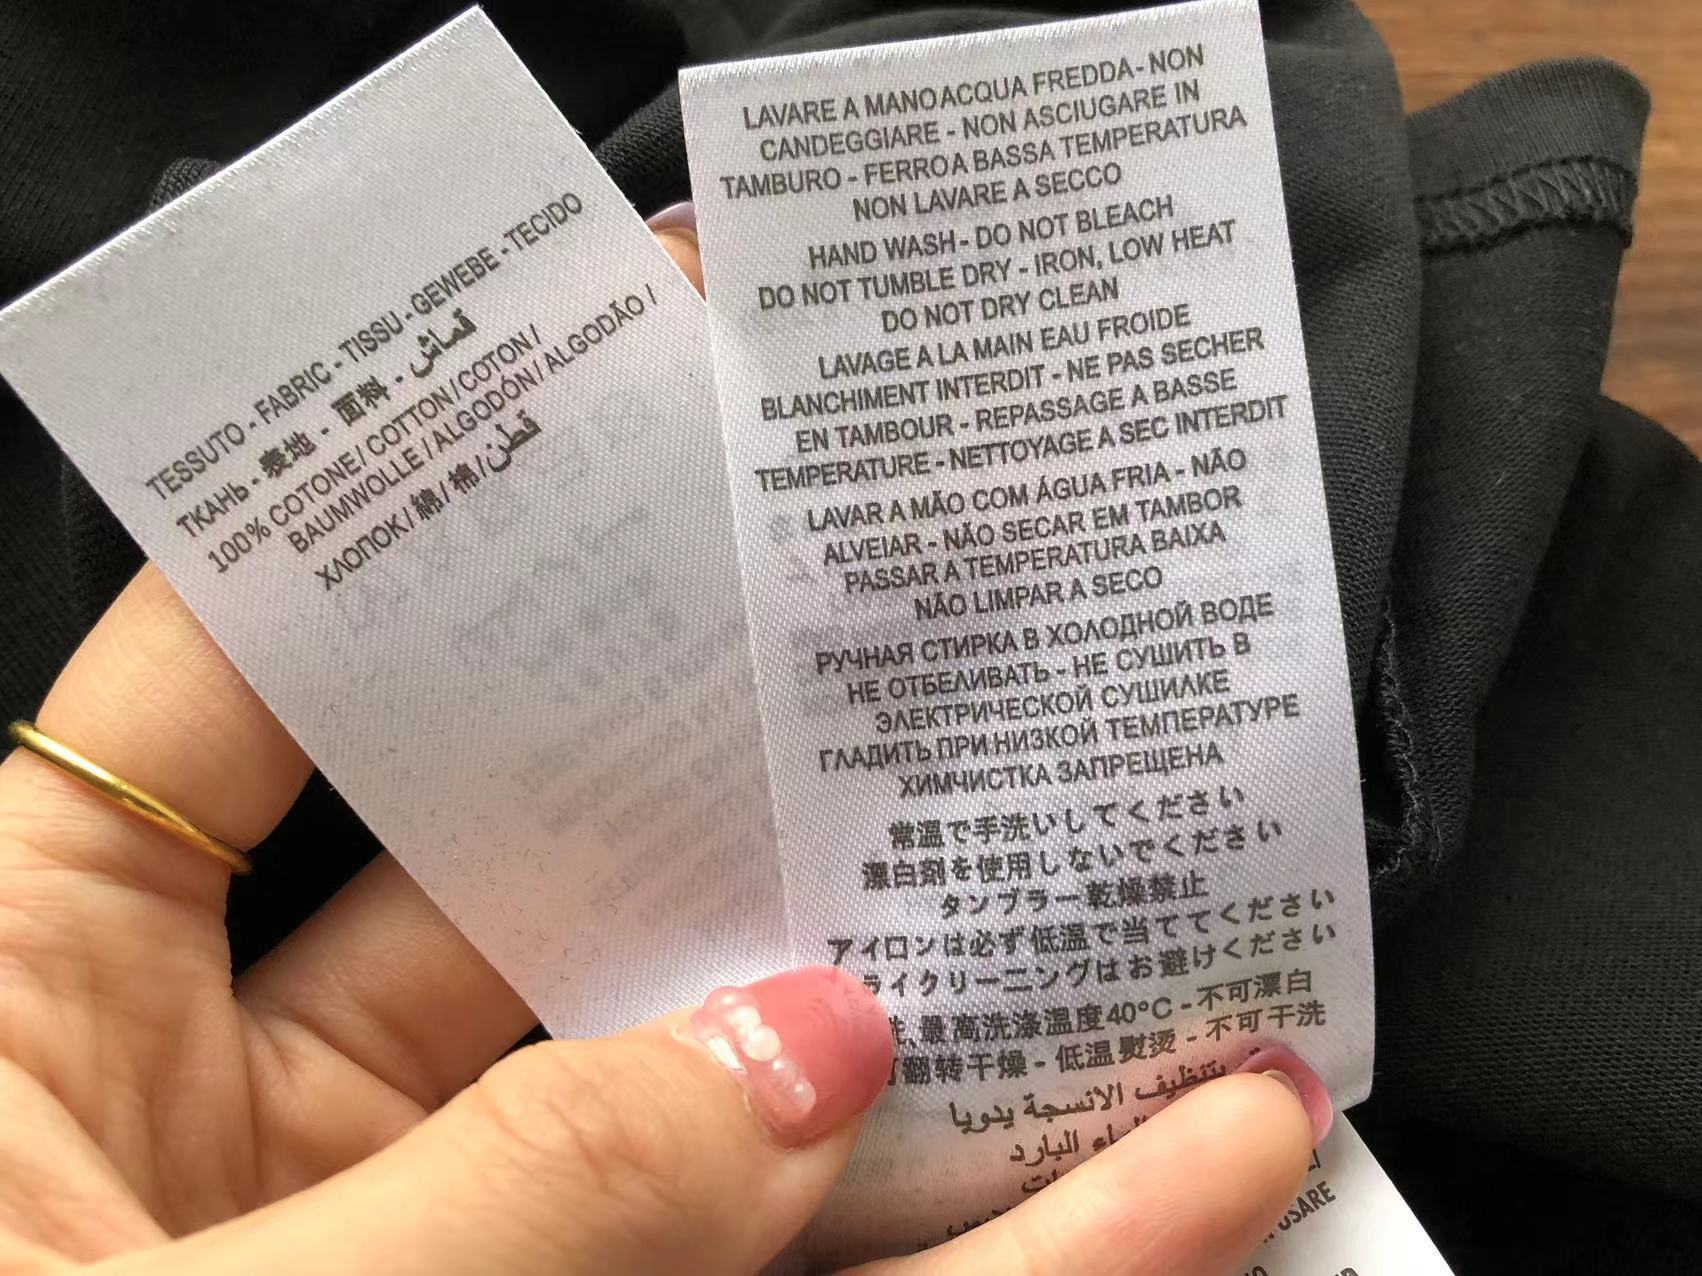 TESSUTO - FABRIC - TISSU - GEWEBE - TECIDO
ТКАНЬ - 表地 - 面料 - قماش
100% COTONE / COTTON / COTON /
BAUMWOLLE / ALGODÓN / ALGODÃO /
ХЛОПОК / 綿 / 棉 / قطن
LAVARE A MANO ACQUA FREDDA - NON
CANDEGGIARE - NON ASCIUGARE IN
TAMBURO - FERRO A BASSA TEMPERATURA
NON LAVARE A SECCO
HAND WASH - DO NOT BLEACH
DO NOT TUMBLE DRY - IRON, LOW HEAT
DO NOT DRY CLEAN
LAVAGE A LA MAIN EAU FROIDE
BLANCHIMENT INTERDIT - NE PAS SECHER
EN TAMBOUR - REPASSAGE A BASSE
TEMPERATURE - NETTOYAGE A SEC INTERDIT
LAVAR A MÃO COM ÁGUA FRIA - NÃO
ALVEIAR - NÃO SECAR EM TAMBOR
PASSAR A TEMPERATURA BAIXA
NÃO LIMPAR A SECO
РУЧНАЯ СТИРКА В ХОЛОДНОЙ ВОДЕ
НЕ ОТБЕЛИВАТЬ - НЕ СУШИТЬ В
ЭЛЕКТРИЧЕСКОЙ СУШИЛКЕ
ГЛАДИТЬ ПРИ НИЗКОЙ ТЕМПЕРАТУРЕ
ХИМЧИСТКА ЗАПРЕЩЕНА
常温で手洗いしてください
漂白剤を使用しないでください
タンブラー乾燥禁止
アイロンは必ず低温で当ててください
ライクリーニングはお避けください
最高洗涤温度40°C - 不可漂白
翻转干燥 - 低温熨烫 - 不可干洗
بتنظيف الانسجة يدويا
البارد
USARE